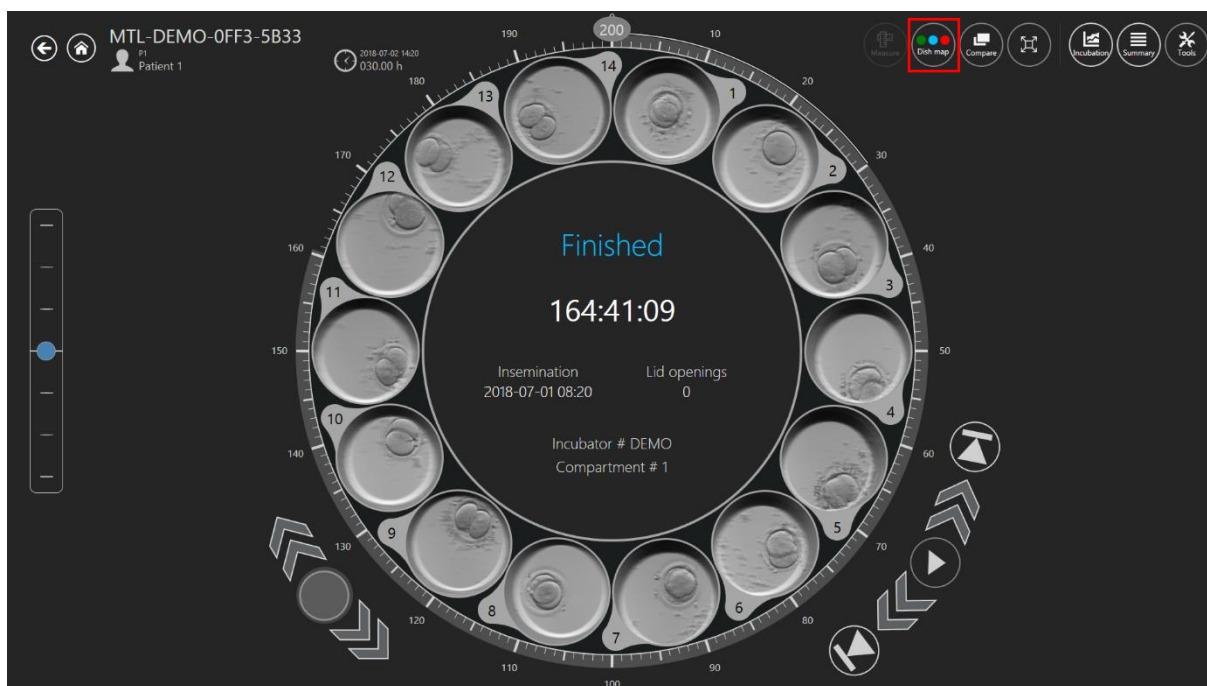 MTL-DEMO-0FF3-5B33
P1
Patient 1
2018-07-02 14:20
030.00 h
Measure
Dish map
Compare
Incubation
Summary
Tools
200
10
20
30
40
50
60
70
80
90
100
110
120
130
140
150
160
170
180
190
1
2
3
4
5
6
7
8
9
10
11
12
13
14
Finished
164:41:09
Insemination
2018-07-01 08:20
Lid openings
0
Incubator # DEMO
Compartment # 1